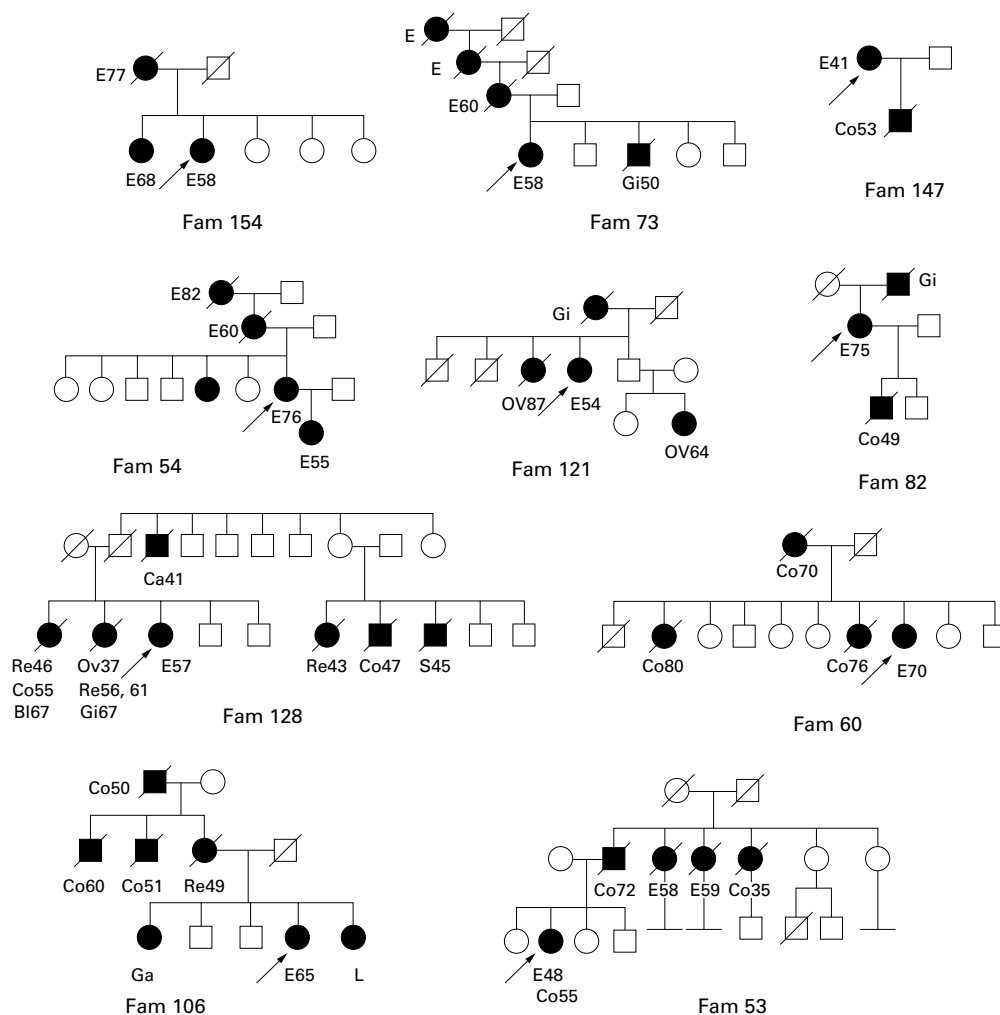 E77
E68 E58
Fam 154
E
E
E60
E58 Gi50
Fam 73
E41
Co53
Fam 147
E82
E60
E76
E55
Fam 54
Gi
OV87 E54
OV64
Fam 121
Gi
E75
Co49
Fam 82
Ca41
Re46 Ov37 E57 Re43 Co47 S45
Co55 Re56, 61
Bl67 Gi67
Fam 128
Co70
Co80 Co76 E70
Fam 60
Co50
Co60 Co51 Re49
Ga E65 L
Fam 106
Co72 E58 E59 Co35
E48
Co55
Fam 53